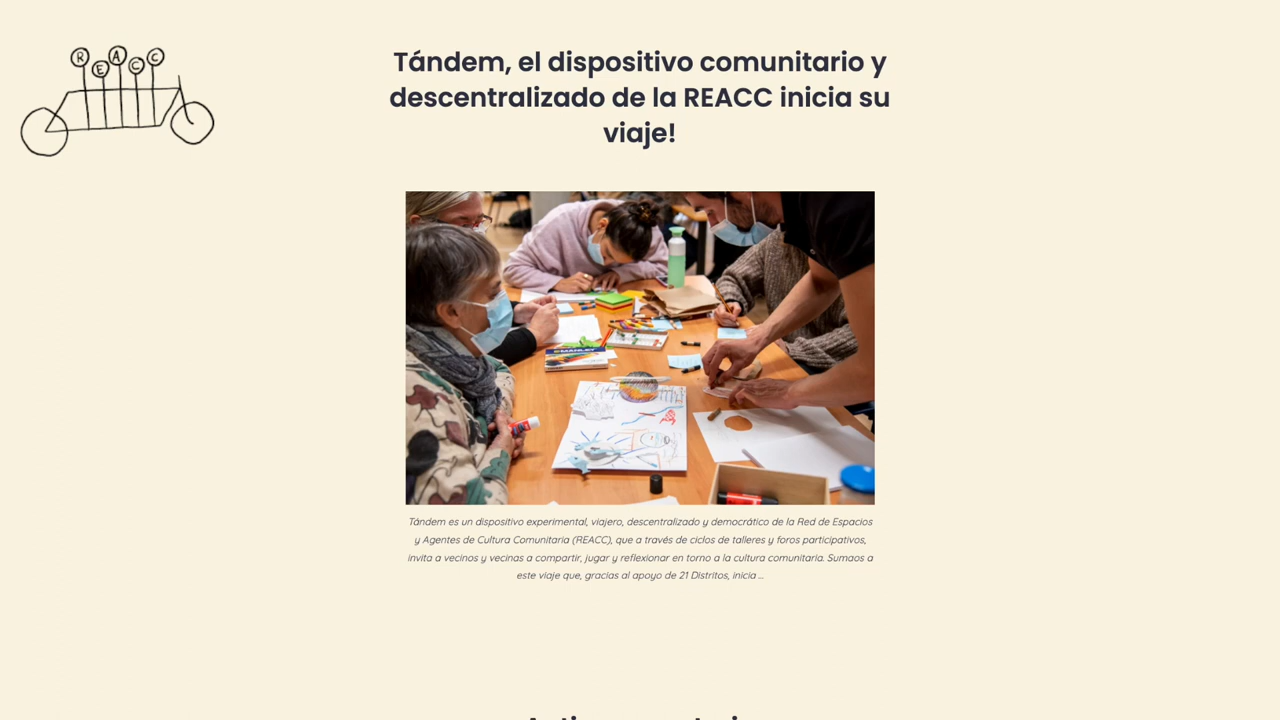 R E A C C
Tándem, el dispositivo comunitario y
descentralizado de la REACC inicia su
viaje!
MANLEY
Tándem es un dispositivo experimental, viajero, descentralizado y democrático de la Red de Espacios
y Agentes de Cultura Comunitaria (REACC), que a través de ciclos de talleres y foros participativos,
invita a vecinos y vecinas a compartir, jugar y reflexionar en torno a la cultura comunitaria. Sumaos a
este viaje que, gracias al apoyo de 21 Distritos, inicia ...